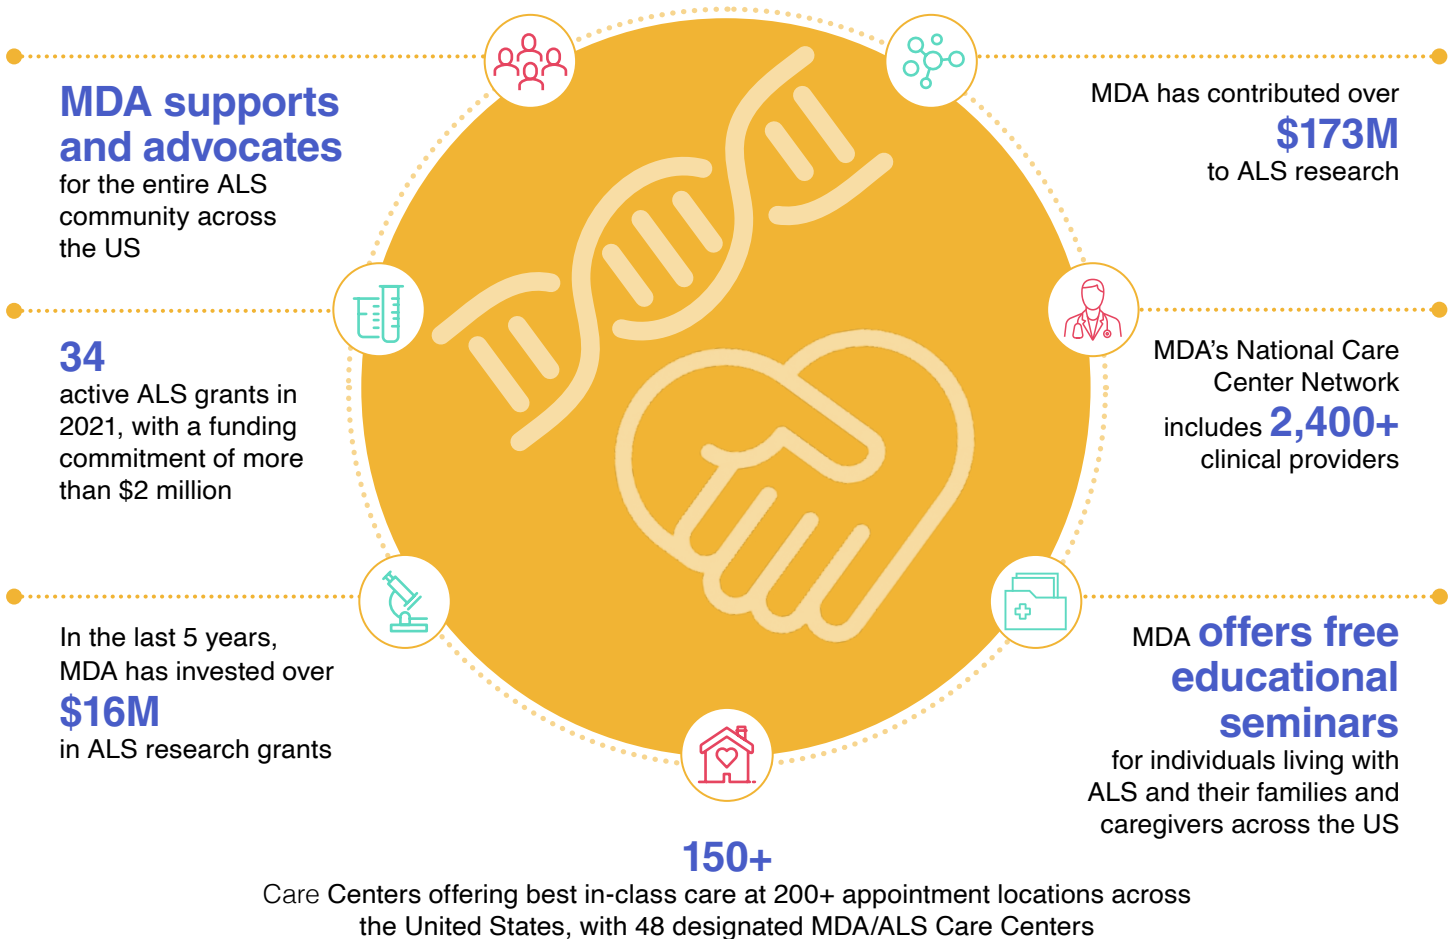 MDA supports
and advocates
for the entire ALS
community across
the US
34
active ALS grants in
2021, with a funding
commitment of more
than $2 million
In the last 5 years,
MDA has invested over
$16M
in ALS research grants
MDA has contributed over
$173M
to ALS research
MDA’s National Care
Center Network
includes 2,400+
clinical providers
MDA offers free
educational
seminars
for individuals living with
ALS and their families and
caregivers across the US
150+
Care Centers offering best in-class care at 200+ appointment locations across
the United States, with 48 designated MDA/ALS Care Centers